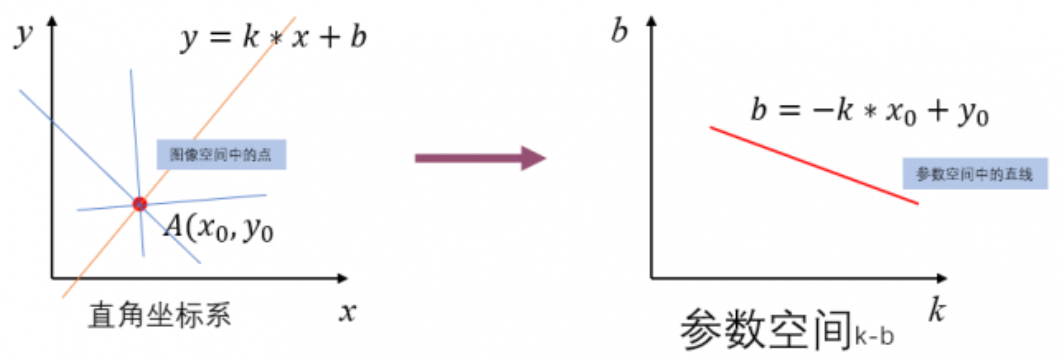 y
y = k * x + b
图像空间中的点
A(x₀, y₀
直角坐标系
x
b
b = −k * x₀ + y₀
参数空间中的直线
参数空间k-b
k